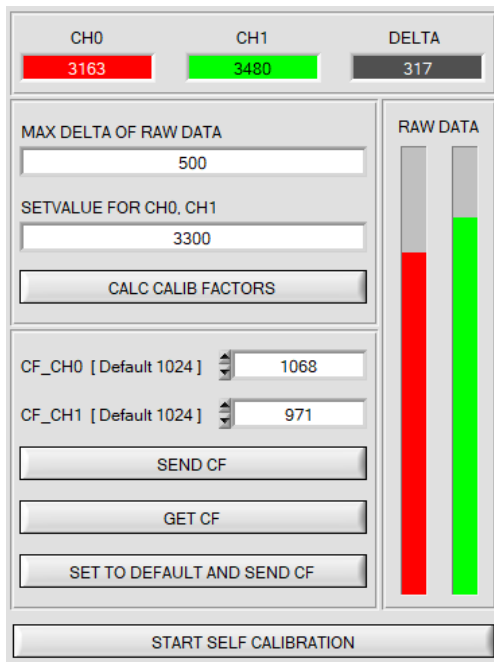 CH0 CH1 DELTA
3163 3480 317
MAX DELTA OF RAW DATA
500
SETVALUE FOR CH0, CH1
3300
CALC CALIB FACTORS
CF_CH0 [ Default 1024 ] 1068
CF_CH1 [ Default 1024 ] 971
SEND CF
GET CF
SET TO DEFAULT AND SEND CF
RAW DATA
START SELF CALIBRATION